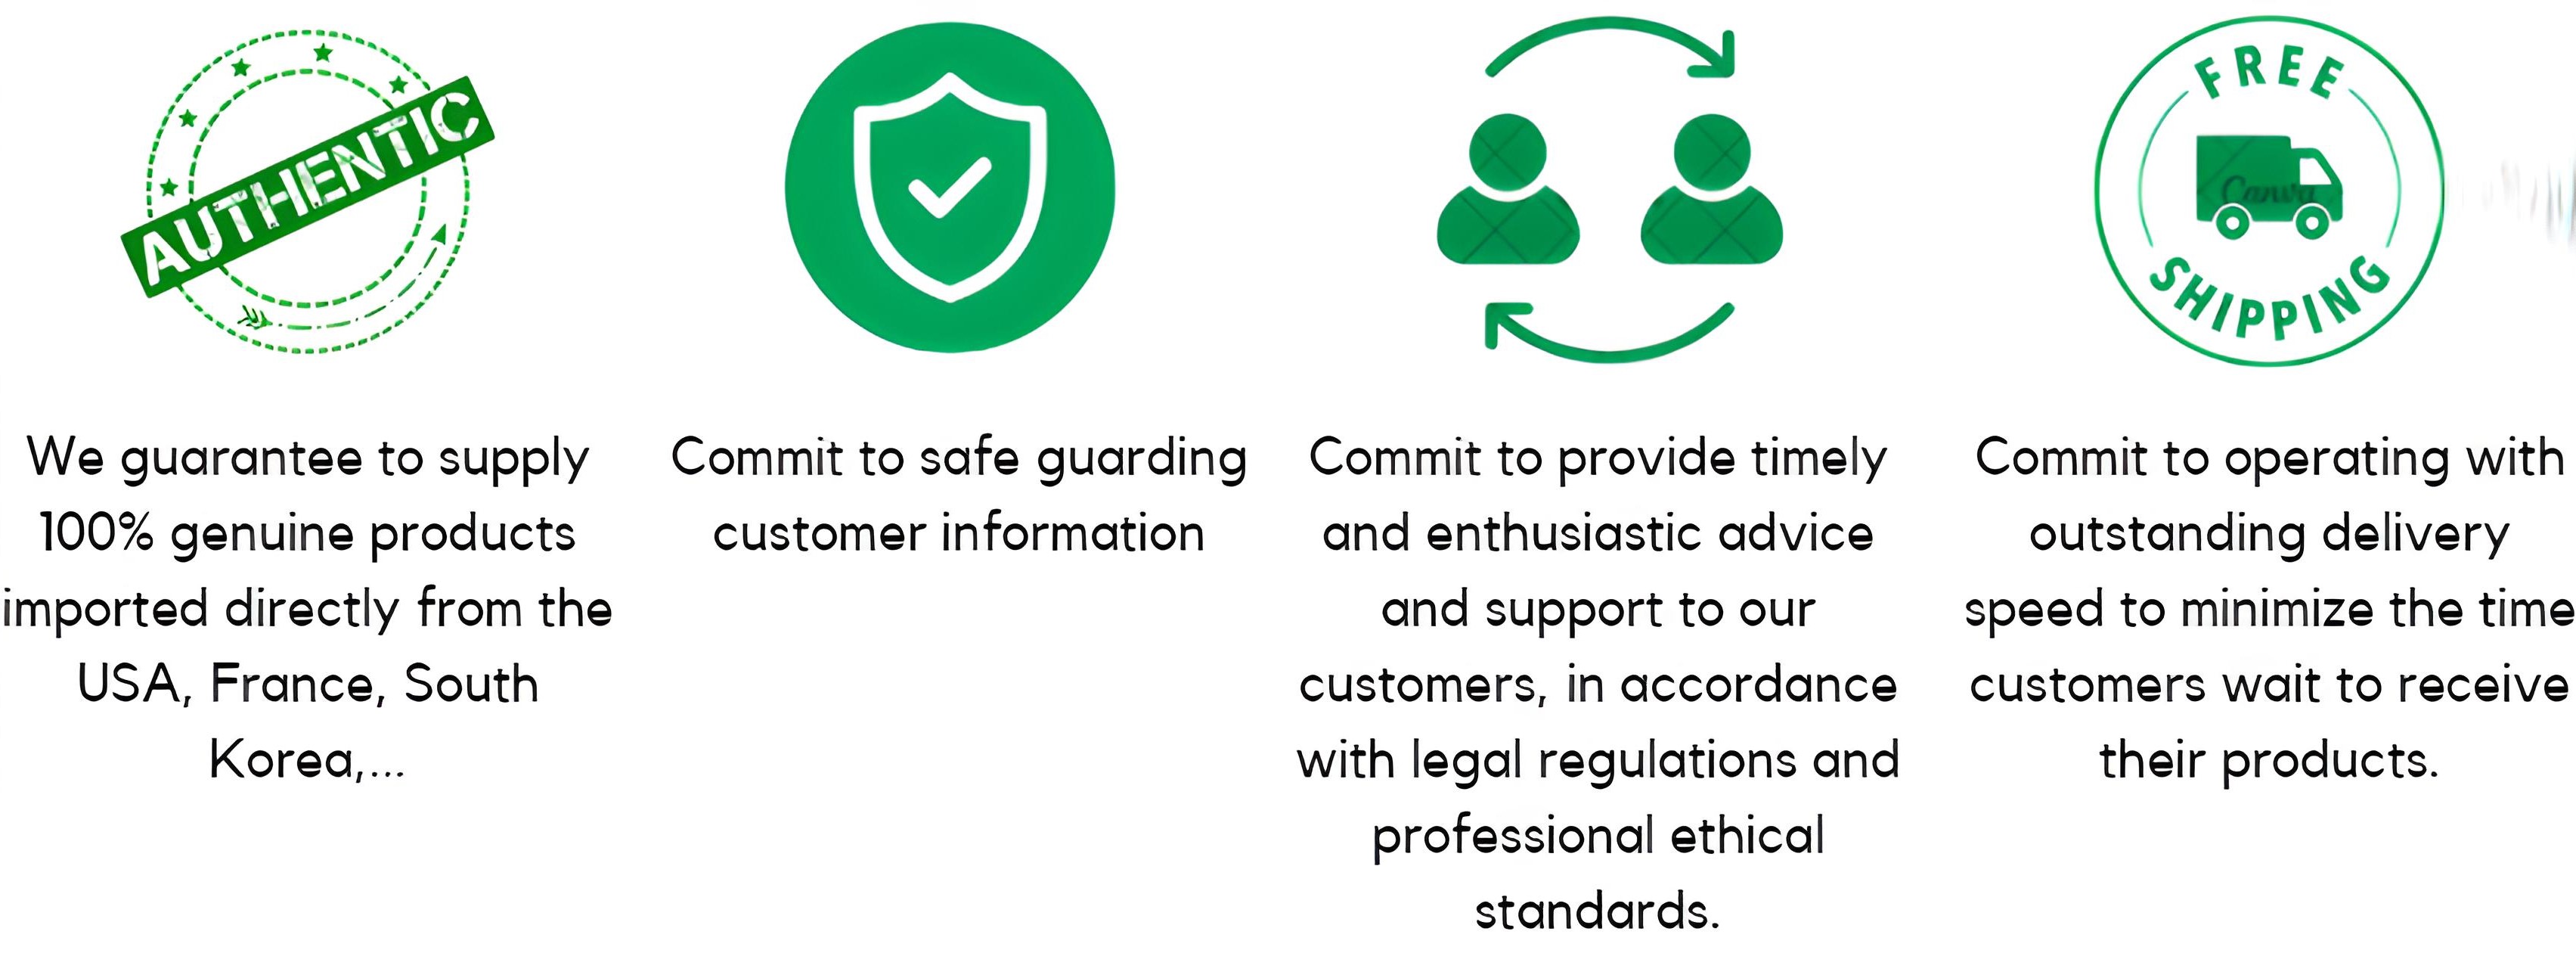 AUTHENTIC
We guarantee to supply
100% genuine products
imported directly from the
USA, France, South
Korea,...
Commit to safe guarding
customer information
Commit to provide timely
and enthusiastic advice
and support to our
customers, in accordance
with legal regulations and
professional ethical
standards.
FREE
Canva
SHIPPING
Commit to operating with
outstanding delivery
speed to minimize the time
customers wait to receive
their products.